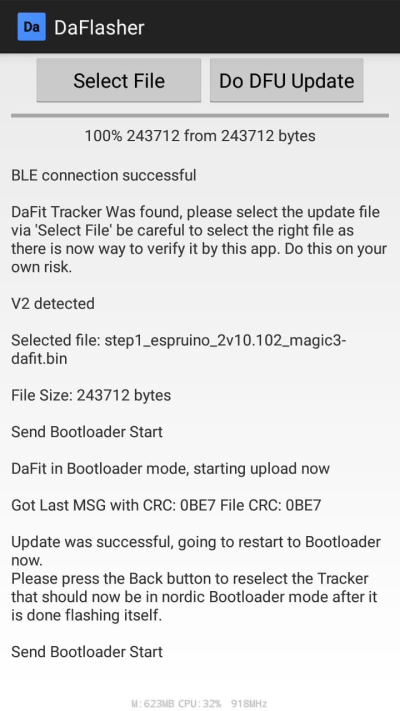 Da DaFlasher
Select File Do DFU Update
100% 243712 from 243712 bytes
BLE connection successful
DaFit Tracker Was found, please select the update file
via 'Select File' be careful to select the right file as
there is now way to verify it by this app. Do this on your
own risk.
V2 detected
Selected file: step1_espruino_2v10.102_magic3-
dafit.bin
File Size: 243712 bytes
Send Bootloader Start
DaFit in Bootloader mode, starting upload now
Got Last MSG with CRC: 0BE7 File CRC: 0BE7
Update was successful, going to restart to Bootloader
now.
Please press the Back button to reselect the Tracker
that should now be in nordic Bootloader mode after it
is done flashing itself.
Send Bootloader Start
M:623MB CPU:32% 918MHz